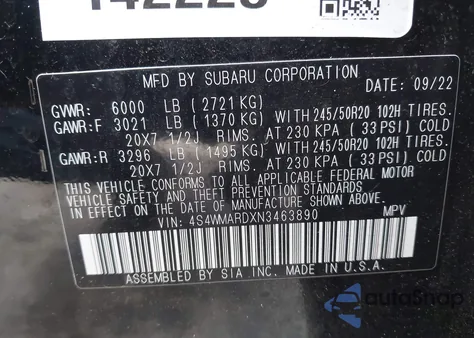 MFD BY SUBARU CORPORATION
DATE: 09/22
GVWR: 6000 LB (2721 KG)
GAWR:F 3021 LB (1370 KG) WITH 245/50R20 102H TIRES.
20X7 1/2J RIMS. AT 230 KPA (33 PSI) COLD
GAWR:R 3296 LB (1495 KG) WITH 245/50R20 102H TIRES.
20X7 1/2J RIMS. AT 230 KPA (33 PSI) COLD
THIS VEHICLE CONFORMS TO ALL APPLICABLE FEDERAL MOTOR
VEHICLE SAFETY AND THEFT PREVENTION STANDARDS
IN EFFECT ON THE DATE OF MANUFACTURE SHOWN ABOVE.
VIN: 4S4WMARDXN3463890 MPV
ASSEMBLED BY SIA INC. MADE IN U.S.A.
autoSnap